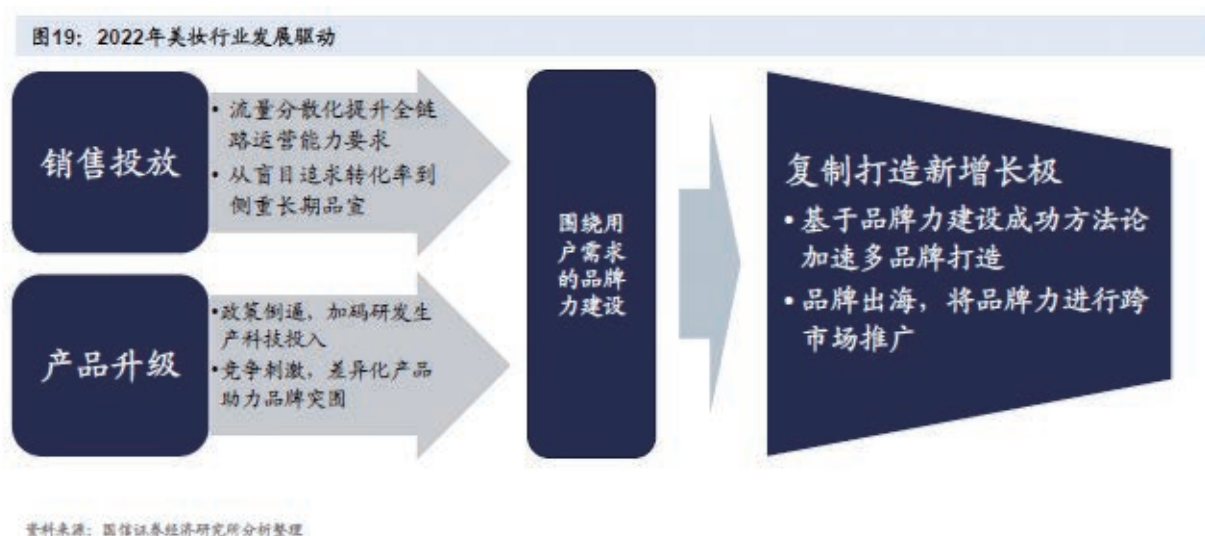 图19：2022年美妆行业发展驱动
销售投放
• 流量分散化提升全链
路运营能力要求
• 从盲目追求转化率到
侧重长期品宣
产品升级
•政策倒逼，加码研发生
产科技投入
•竞争刺激，差异化产品
助力品牌突围
围绕用
户需求
的品牌
力建设
复制打造新增长极
• 基于品牌力建设成功方法论
加速多品牌打造
• 品牌出海，将品牌力进行跨
市场推广
资料来源：国信证券经济研究所分析整理